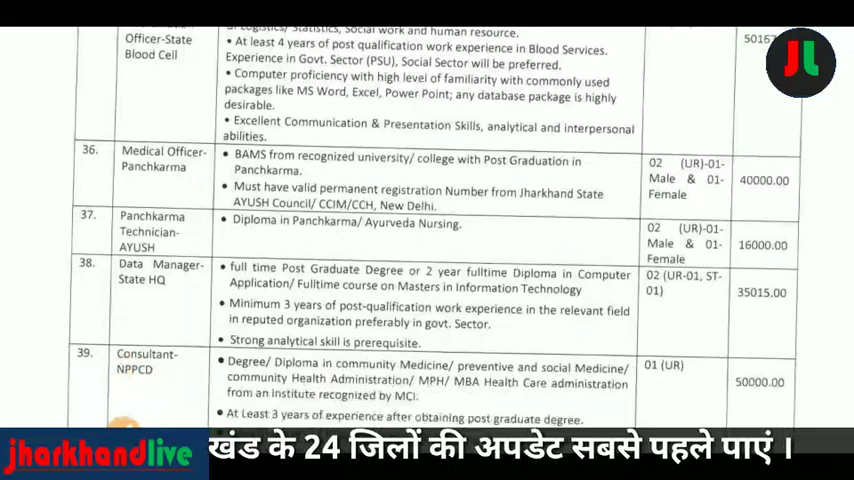 Officer-State
Blood Cell
or Logistics/ Statistics, Social work and human resource.
• At least 4 years of post qualification work experience in Blood Services.
Experience in Govt. Sector (PSU), Social Sector will be preferred.
• Computer proficiency with high level of familiarity with commonly used
packages like MS Word, Excel, Power Point; any database package is highly
desirable.
• Excellent Communication & Presentation Skills, analytical and interpersonal
abilities.
36.
Medical Officer-
Panchkarma
• BAMS from recognized university/ college with Post Graduation in
Panchkarma.
• Must have valid permanent registration Number from Jharkhand State
AYUSH Council/ CCIM/CCH, New Delhi.
02 (UR)-01-
Male & 01-
Female
40000.00
37.
Panchkarma
Technician-
AYUSH
• Diploma in Panchkarma/ Ayurveda Nursing.
02 (UR)-01-
Male & 01-
Female
16000.00
38.
Data Manager-
State HQ
• full time Post Graduate Degree or 2 year fulltime Diploma in Computer
Application/ Fulltime course on Masters in Information Technology
• Minimum 3 years of post-qualification work experience in the relevant field
in reputed organization preferably in govt. Sector.
• Strong analytical skill is prerequisite.
02 (UR-01, ST-
01)
35015.00
39.
Consultant-
NPPCD
• Degree/ Diploma in community Medicine/ preventive and social Medicine/
community Health Administration/ MPH/ MBA Health Care administration
from an Institute recognized by MCI.
• At Least 3 years of experience after obtaining post graduate degree.
01 (UR)
50000.00
JL
jharkhandlive
खंड के 24 जिलों की अपडेट सबसे पहले पाएं ।